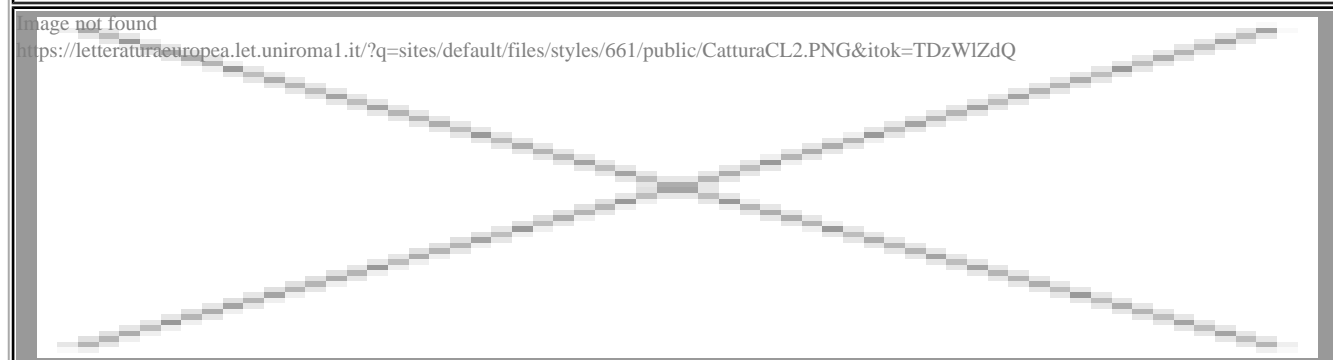 Image not found
https://letteraturaeuropea.let.uniroma1.it/?q=sites/default/files/styles/661/public/CatturaCL2.PNG&itok=TDzWlZdQ